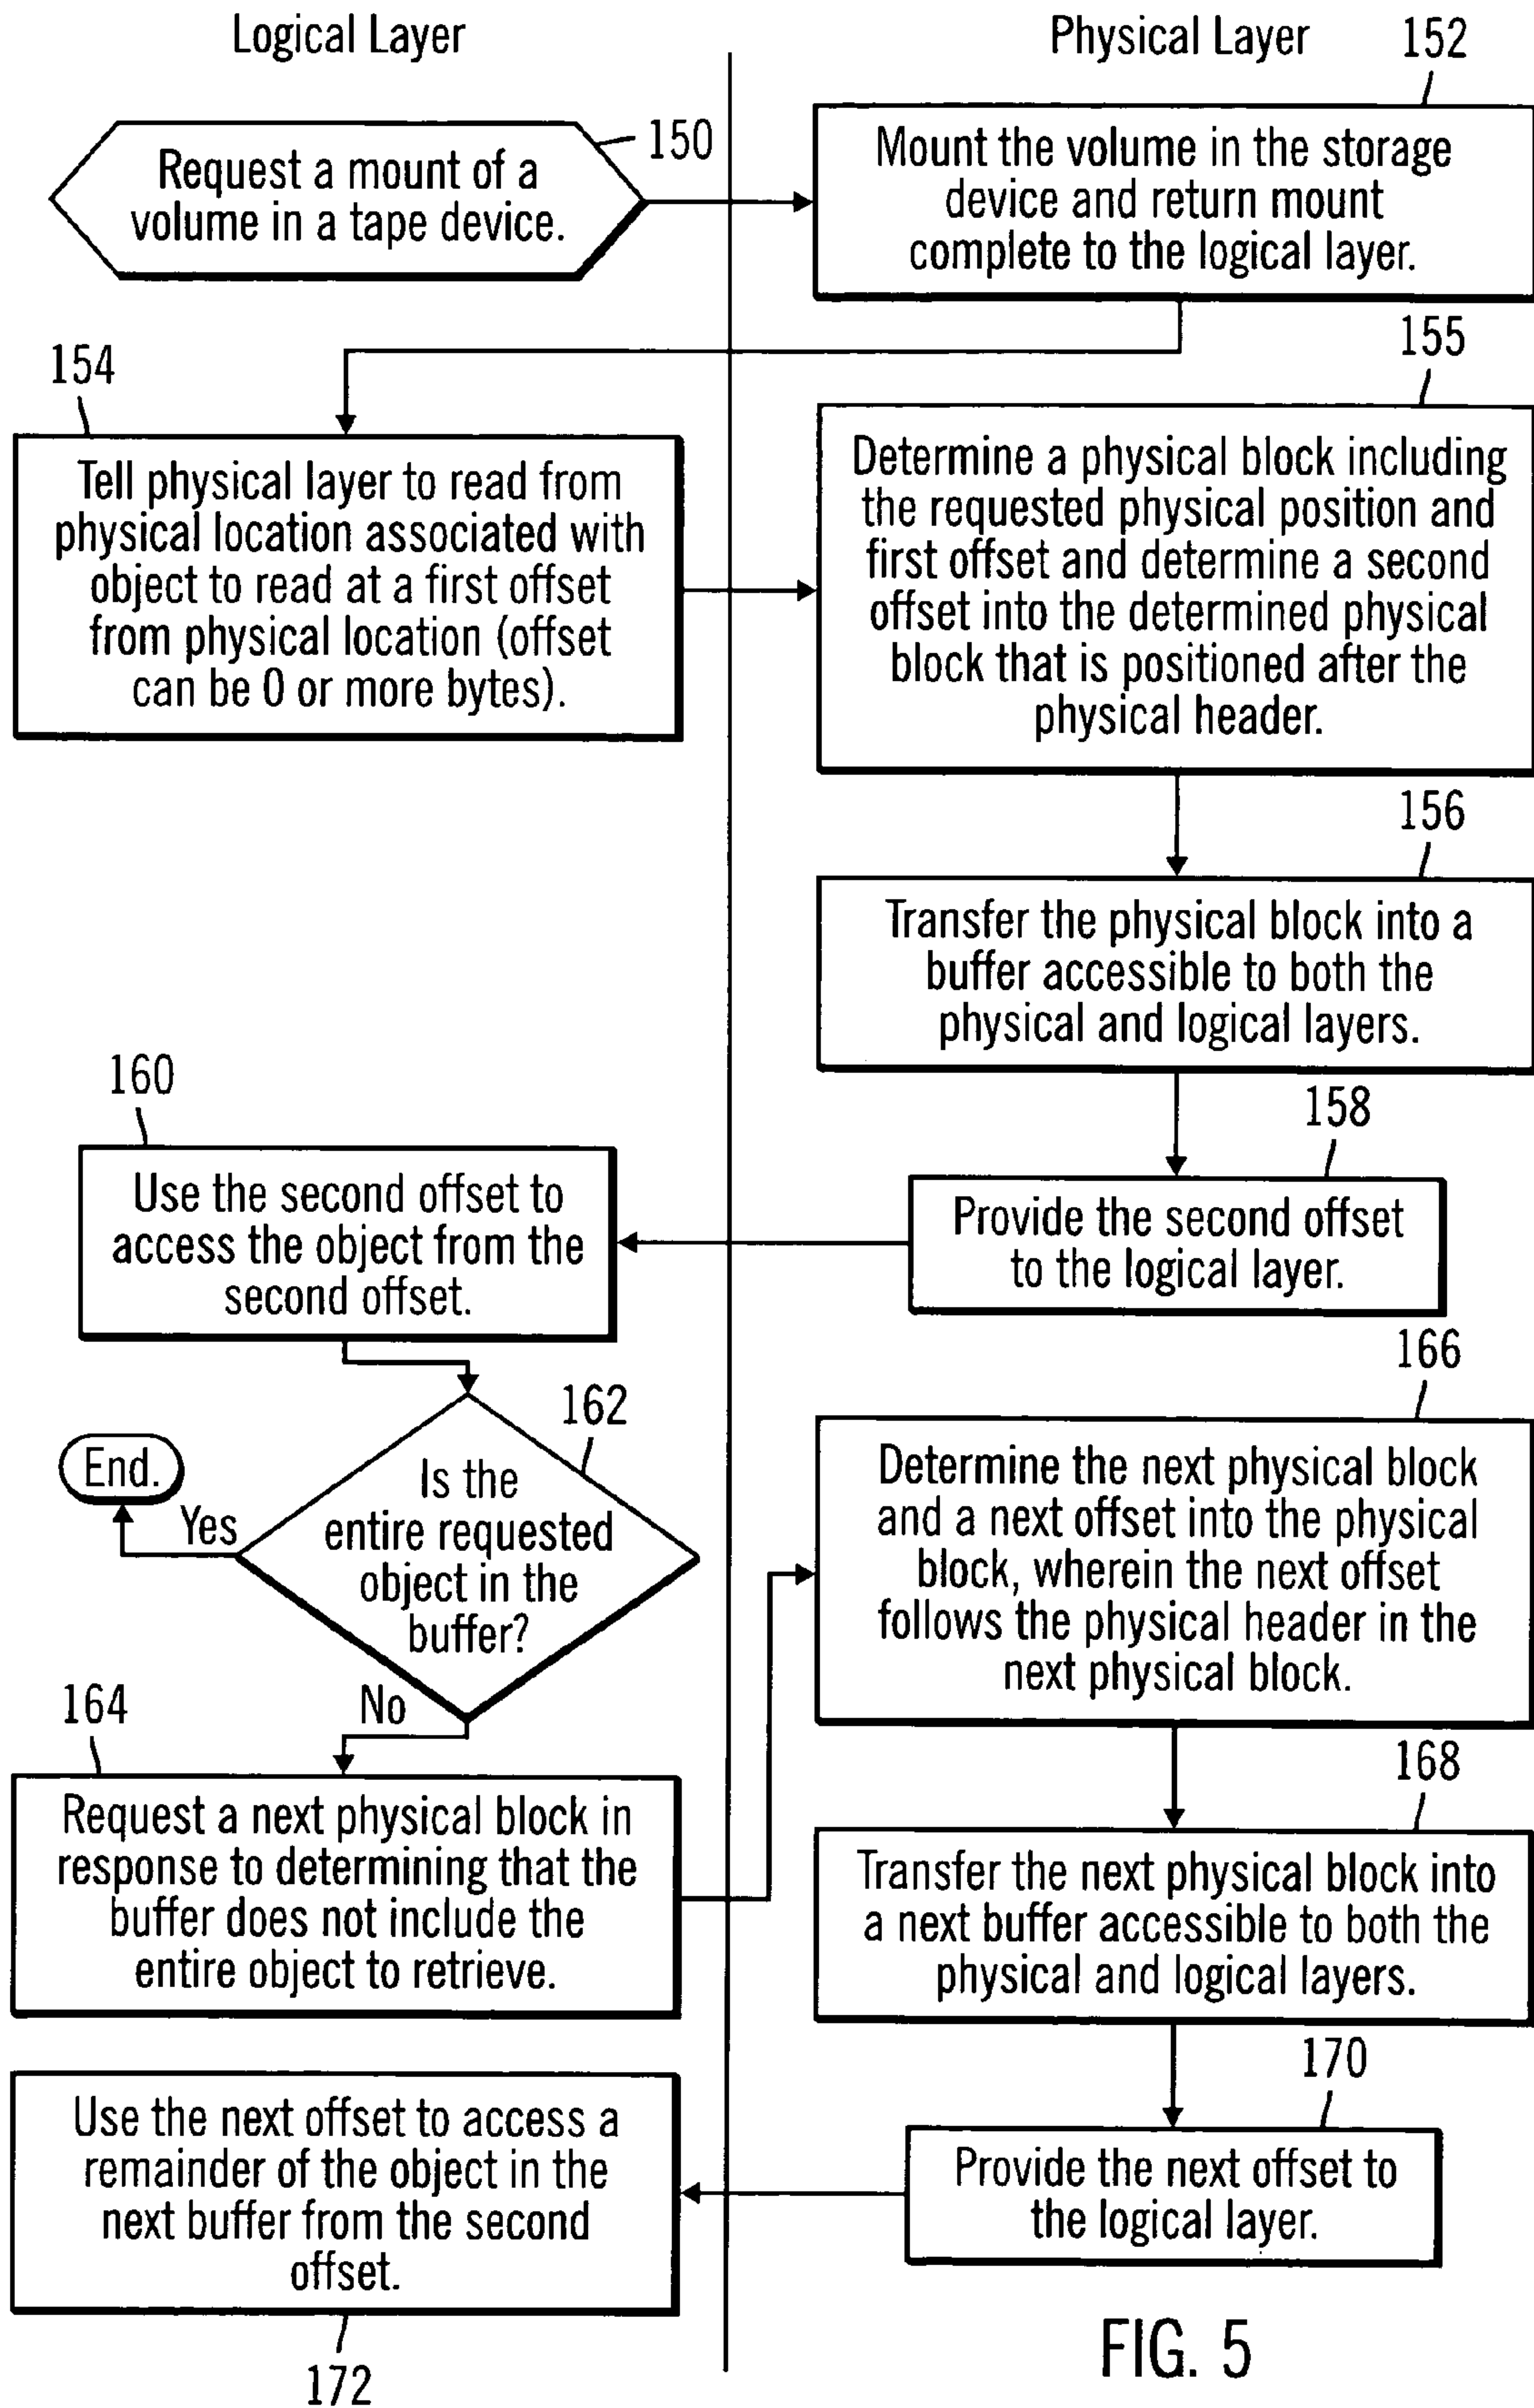 Logical Layer
Physical Layer
152
150
Request a mount of a
volume in a tape device.
Mount the volume in the storage
device and return mount
complete to the logical layer.
155
154
Tell physical layer to read from
physical location associated with
object to read at a first offset
from physical location (offset
can be 0 or more bytes).
Determine a physical block including
the requested physical position and
first offset and determine a second
offset into the determined physical
block that is positioned after the
physical header.
156
Transfer the physical block into a
buffer accessible to both the
physical and logical layers.
158
Provide the second offset
to the logical layer.
160
Use the second offset to
access the object from the
second offset.
162
Is the
entire requested
object in the
buffer?
End.
Yes
No
164
Request a next physical block in
response to determining that the
buffer does not include the
entire object to retrieve.
166
Determine the next physical block
and a next offset into the physical
block, wherein the next offset
follows the physical header in the
next physical block.
168
Transfer the next physical block into
a next buffer accessible to both the
physical and logical layers.
170
Provide the next offset to
the logical layer.
Use the next offset to access a
remainder of the object in the
next buffer from the second
offset.
172
FIG. 5